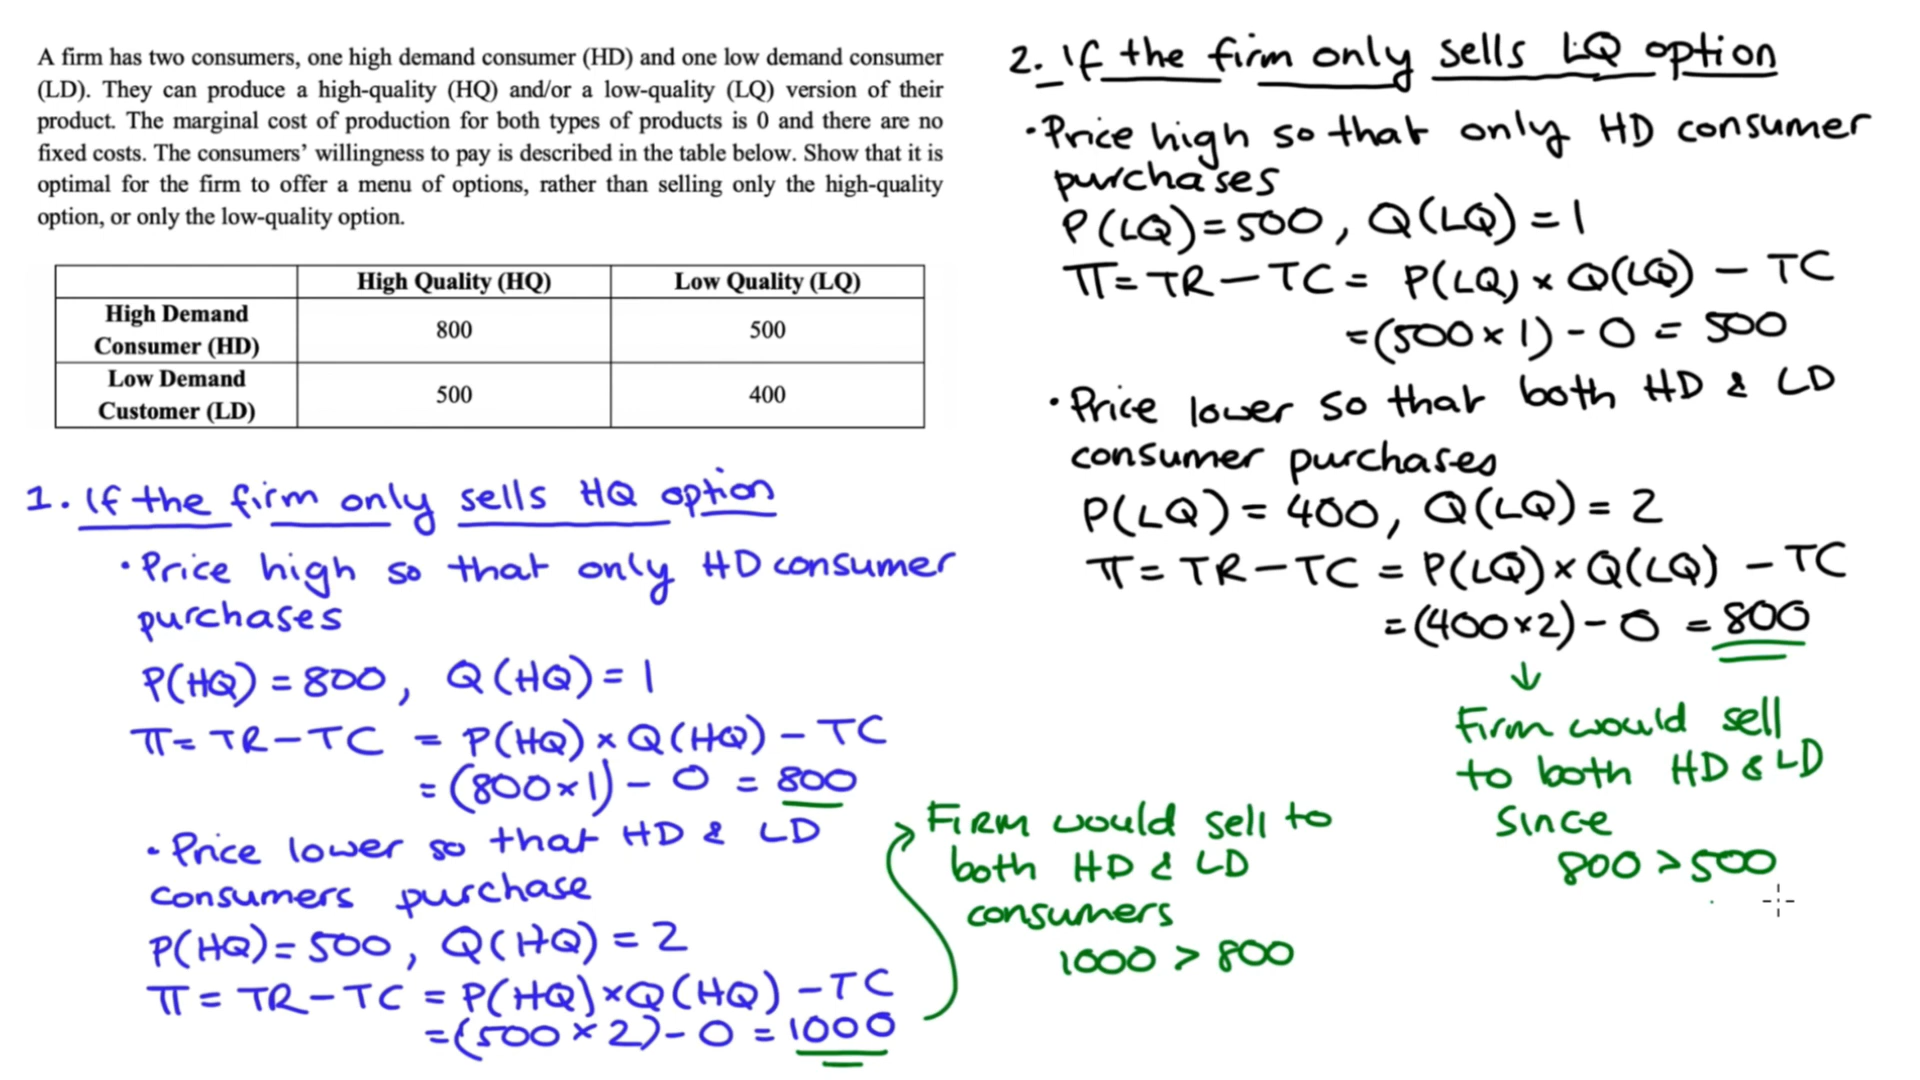 A firm has two consumers, one high demand consumer (HD) and one low demand consumer
(LD). They can produce a high-quality (HQ) and/or a low-quality (LQ) version of their
product. The marginal cost of production for both types of products is 0 and there are no
fixed costs. The consumers’ willingness to pay is described in the table below. Show that it is
optimal for the firm to offer a menu of options, rather than selling only the high-quality
option, or only the low-quality option.
High Quality (HQ) Low Quality (LQ)
High Demand
Consumer (HD) 800 500
Low Demand
Customer (LD) 500 400
1. If the firm only sells HQ option
• Price high so that only HD consumer
purchases
P(HQ) = 800, Q(HQ) = 1
π = TR - TC = P(HQ) × Q(HQ) - TC
= (800×1) - 0 = 800
• Price lower so that HD & LD
consumers purchase
P(HQ) = 500, Q(HQ) = 2
π = TR - TC = P(HQ) × Q(HQ) - TC
= (500 × 2) - 0 = 1000
Firm would sell to
both HD & LD
consumers
1000 > 800
2. If the firm only sells LQ option
• Price high so that only HD consumer
purchases
P(LQ) = 500, Q(LQ) = 1
π = TR - TC = P(LQ) × Q(LQ) - TC
= (500 × 1) - 0 = 500
• Price lower so that both HD & LD
consumer purchases
P(LQ) = 400, Q(LQ) = 2
π = TR - TC = P(LQ) × Q(LQ) - TC
= (400×2) - 0 = 800
↓
Firm would sell
to both HD & LD
since
800 > 500